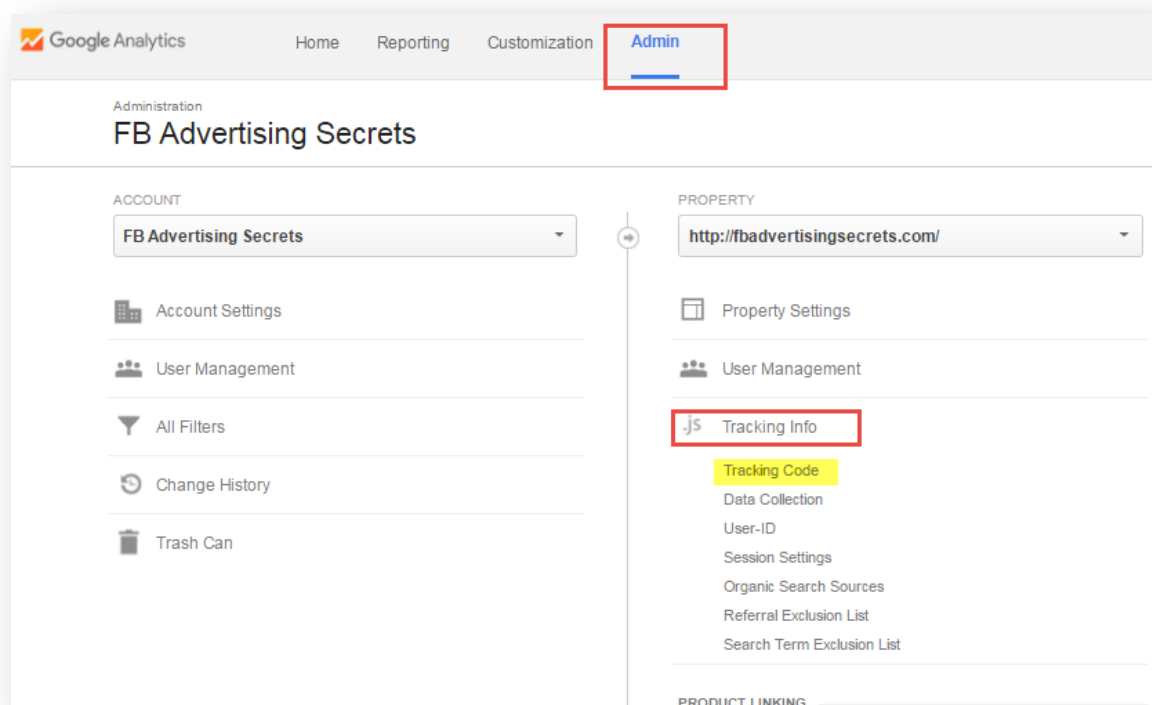 Google Analytics
Home Reporting Customization Admin
Administration
FB Advertising Secrets
ACCOUNT
FB Advertising Secrets
Account Settings
User Management
All Filters
Change History
Trash Can
PROPERTY
http://fbadvertisingsecrets.com/
Property Settings
User Management
.js Tracking Info
Tracking Code
Data Collection
User-ID
Session Settings
Organic Search Sources
Referral Exclusion List
Search Term Exclusion List
PRODUCT LINKING